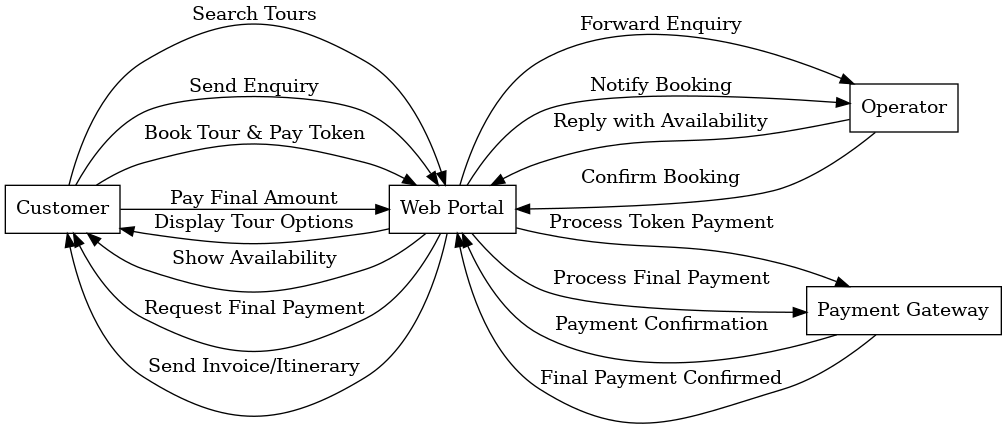 Search Tours
Forward Enquiry
Send Enquiry
Notify Booking
Operator
Book Tour & Pay Token
Reply with Availability
Confirm Booking
Customer
Pay Final Amount
Web Portal
Display Tour Options
Process Token Payment
Show Availability
Process Final Payment
Request Final Payment
Payment Gateway
Payment Confirmation
Send Invoice/Itinerary
Final Payment Confirmed